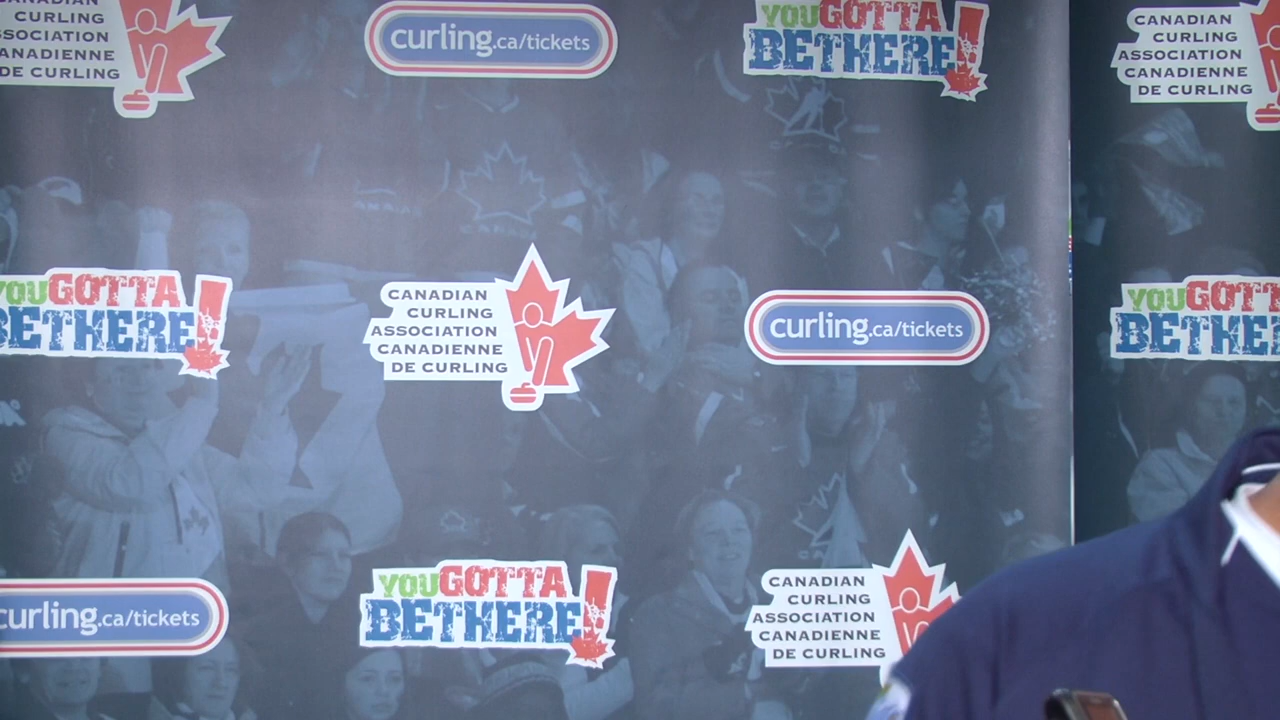 CANADIAN
CURLING
ASSOCIATION
CANADIENNE
DE CURLING
curling.ca/tickets
YOU GOTTA
BE THERE!
CANADIAN
CURLING
ASSOCIATION
CANADIENNE
DE CURLING
YOU GOTTA
BE THERE!
CANADIAN
CURLING
ASSOCIATION
CANADIENNE
DE CURLING
curling.ca/tickets
YOU GOTT
BE THE
curling.ca/tickets
YOU GOTTA
BE THERE!
CANADIAN
CURLING
ASSOCIATION
CANADIENNE
DE CURLING